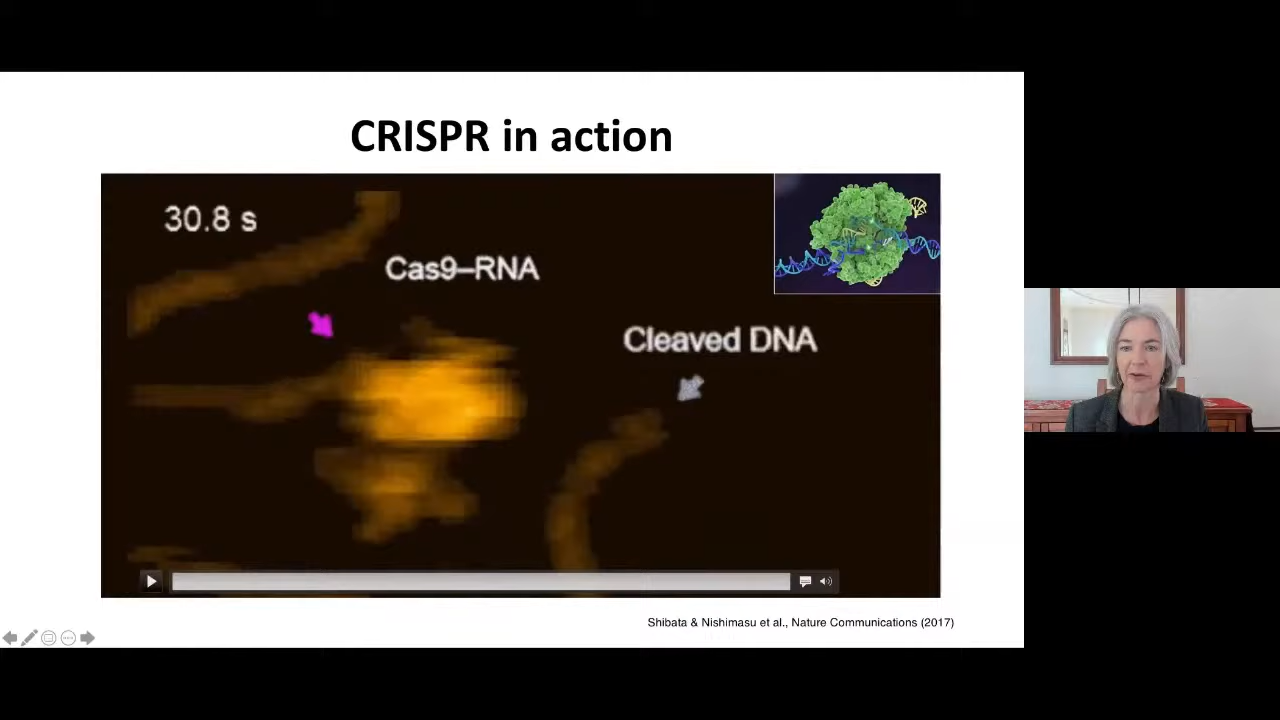 CRISPR in action
30.8 s
Cas9–RNA
Cleaved DNA
Shibata & Nishimasu et al., Nature Communications (2017)